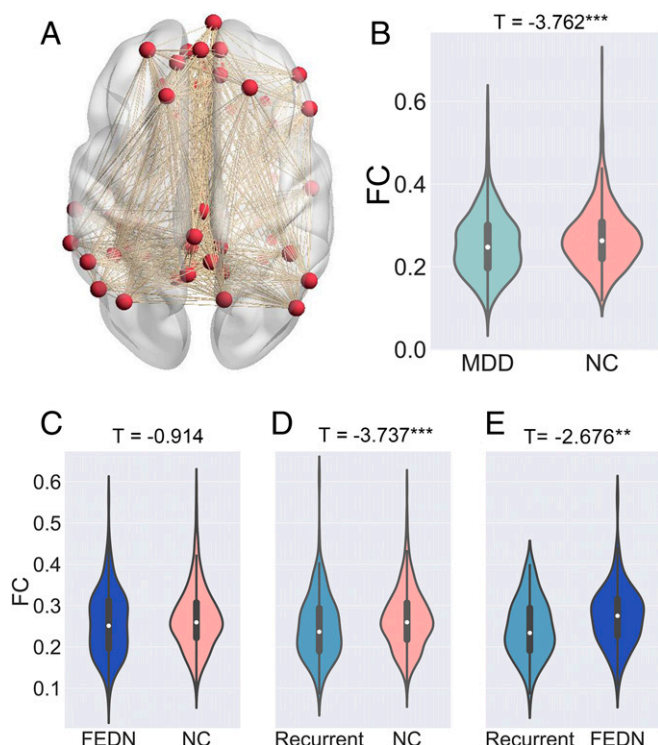 A
B
T = -3.762***
FC
0.6
0.4
0.2
0.0
MDD NC
C
T = -0.914
D
T = -3.737***
E
T= -2.676**
FC
0.6
0.5
0.4
0.3
0.2
0.1
FEDN NC
Recurrent NC
Recurrent FEDN